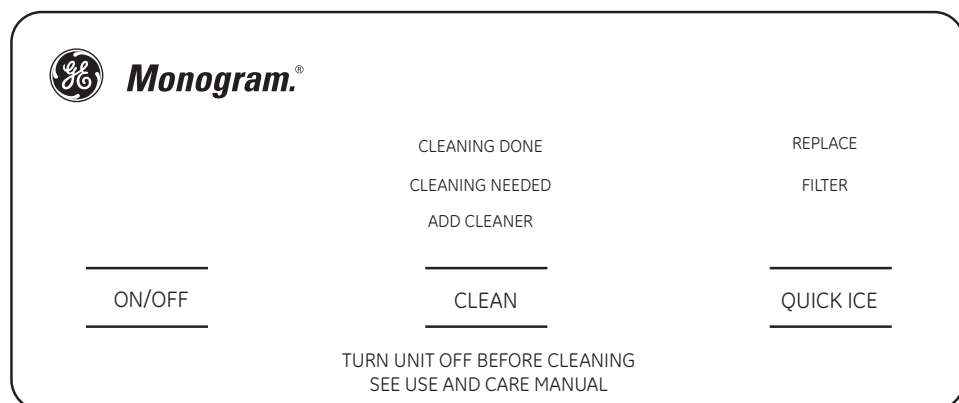 GE Monogram.®
CLEANING DONE
CLEANING NEEDED
ADD CLEANER
REPLACE
FILTER
ON/OFF
CLEAN
QUICK ICE
TURN UNIT OFF BEFORE CLEANING
SEE USE AND CARE MANUAL